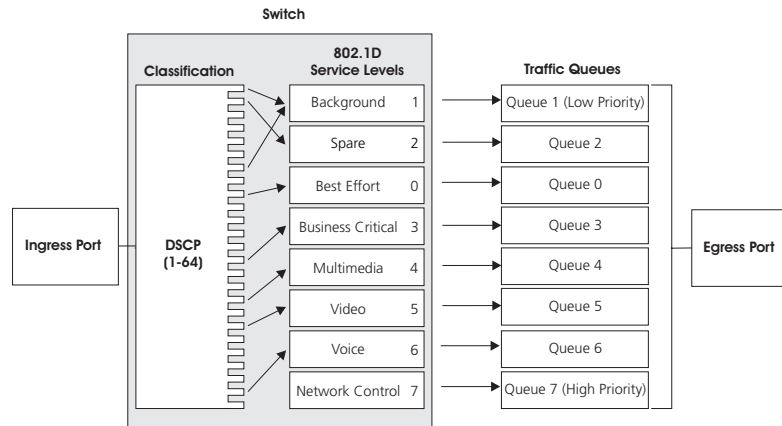 Switch
Classification
802.1D
Service Levels
Traffic Queues
Background 1
Queue 1 (Low Priority)
Spare 2
Queue 2
Best Effort 0
Queue 0
Business Critical 3
Queue 3
Ingress Port
DSCP
(1-64)
Egress Port
Multimedia 4
Queue 4
Video 5
Queue 5
Voice 6
Queue 6
Network Control 7
Queue 7 (High Priority)